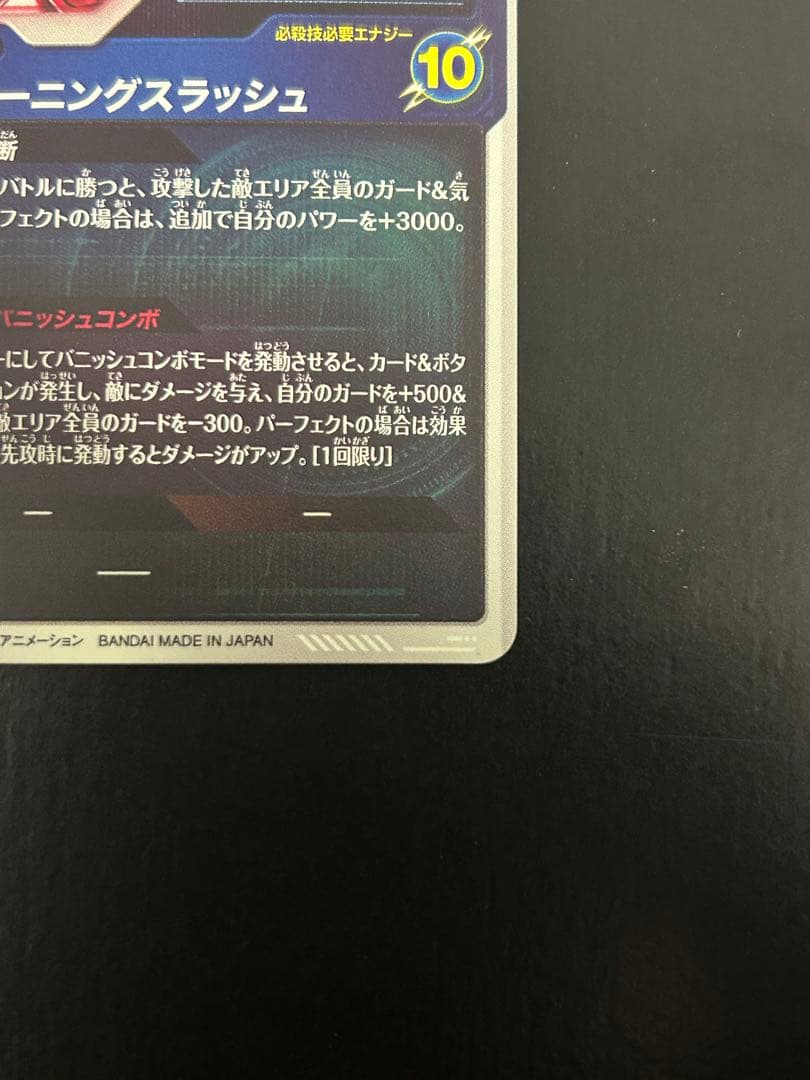 必殺技必要エナジー
10
ーニングスラッシュ
断
バトルに勝つと、攻撃した敵エリア全員のガード&気
フェクトの場合は、追加で自分のパワーを+3000。
バニッシュコンボ
ーにしてバニッシュコンボモードを発動させると、カード&ボタ
ンが発生し、敵にダメージを与え、自分のガードを+500&
敵エリア全員のガードを-300。パーフェクトの場合は効果
先攻時に発動するとダメージがアップ。[1回限り]
アニメーション BANDAI MADE IN JAPAN